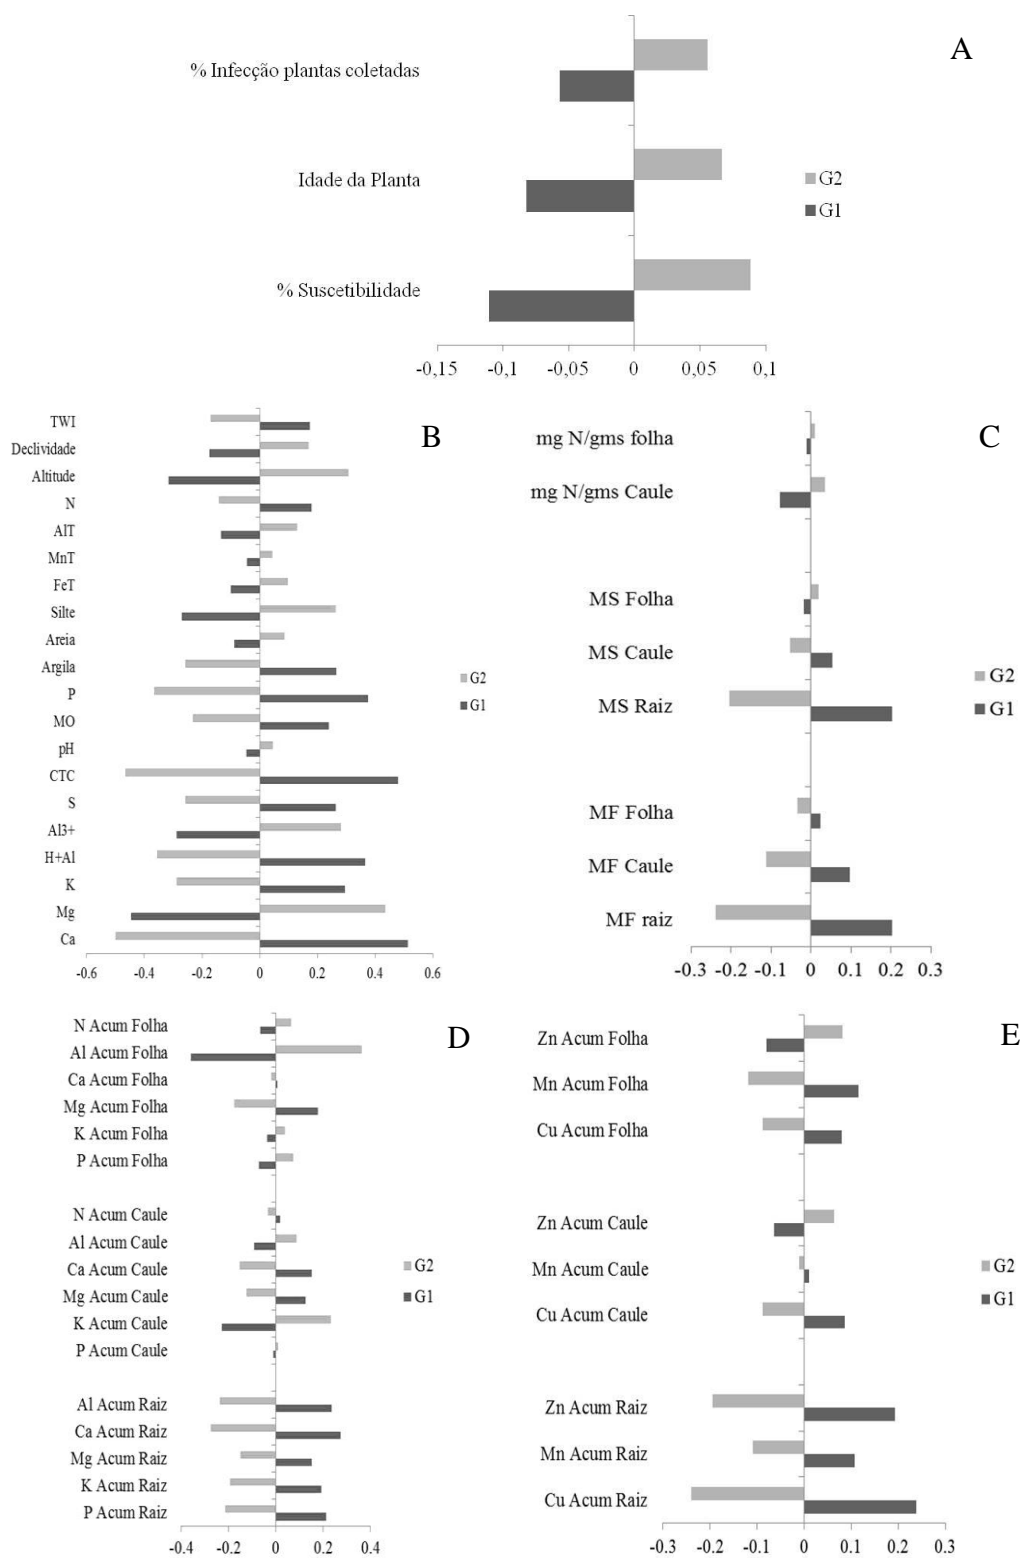 A
% Infecção plantas coletadas
Idade da Planta
% Suscetibilidade
G2
G1
-0,15 -0,1 -0,05 0 0,05 0,1
B
TWI
Declividade
Altitude
N
AlT
MnT
FeT
Silte
Areia
Argila
P
MO
pH
CTC
S
Al3+
H+Al
K
Mg
Ca
G2
G1
-0.6 -0.4 -0.2 0 0.2 0.4 0.6
C
mg N/gms folha
mg N/gms Caule
MS Folha
MS Caule
MS Raiz
MF Folha
MF Caule
MF raiz
G2
G1
-0.3 -0.2 -0.1 0 0.1 0.2 0.3
D
N Acum Folha
Al Acum Folha
Ca Acum Folha
Mg Acum Folha
K Acum Folha
P Acum Folha
N Acum Caule
Al Acum Caule
Ca Acum Caule
Mg Acum Caule
K Acum Caule
P Acum Caule
Al Acum Raiz
Ca Acum Raiz
Mg Acum Raiz
K Acum Raiz
P Acum Raiz
G2
G1
-0.4 -0.2 0 0.2 0.4
E
Zn Acum Folha
Mn Acum Folha
Cu Acum Folha
Zn Acum Caule
Mn Acum Caule
Cu Acum Caule
Zn Acum Raiz
Mn Acum Raiz
Cu Acum Raiz
G2
G1
-0.3 -0.2 -0.1 0 0.1 0.2 0.3